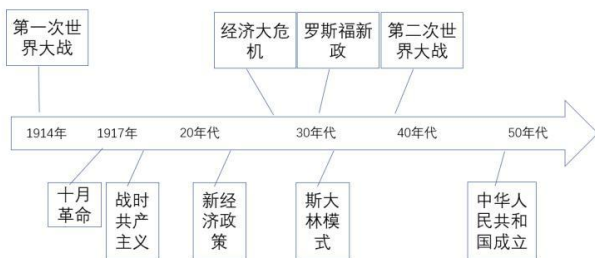 第一次世
界大战
经济大危
机
罗斯福新
政
第二次世
界大战
1914年
1917年
20年代
30年代
40年代
50年代
十月
革命
战时
共产
主义
新经
济政
策
斯大
林模
式
中华人
民共和
国成立